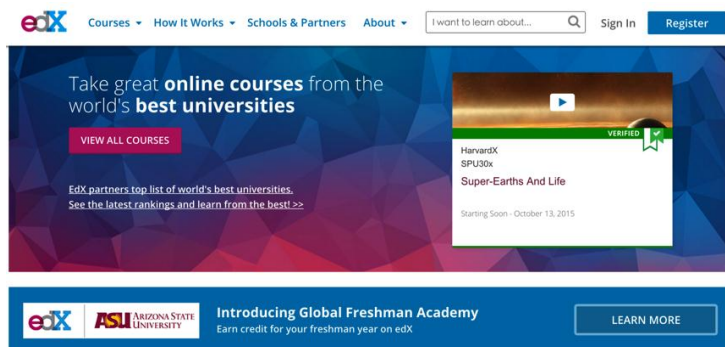 edX Courses How It Works Schools & Partners About I want to learn about... Sign In Register
Take great online courses from the
world's best universities
VIEW ALL COURSES
EdX partners top list of world's best universities.
See the latest rankings and learn from the best! >>
VERIFIED
HarvardX
SPU30x
Super-Earths And Life
Starting Soon - October 13, 2015
edX ASU ARIZONA STATE
UNIVERSITY
Introducing Global Freshman Academy
Earn credit for your freshman year on edX
LEARN MORE